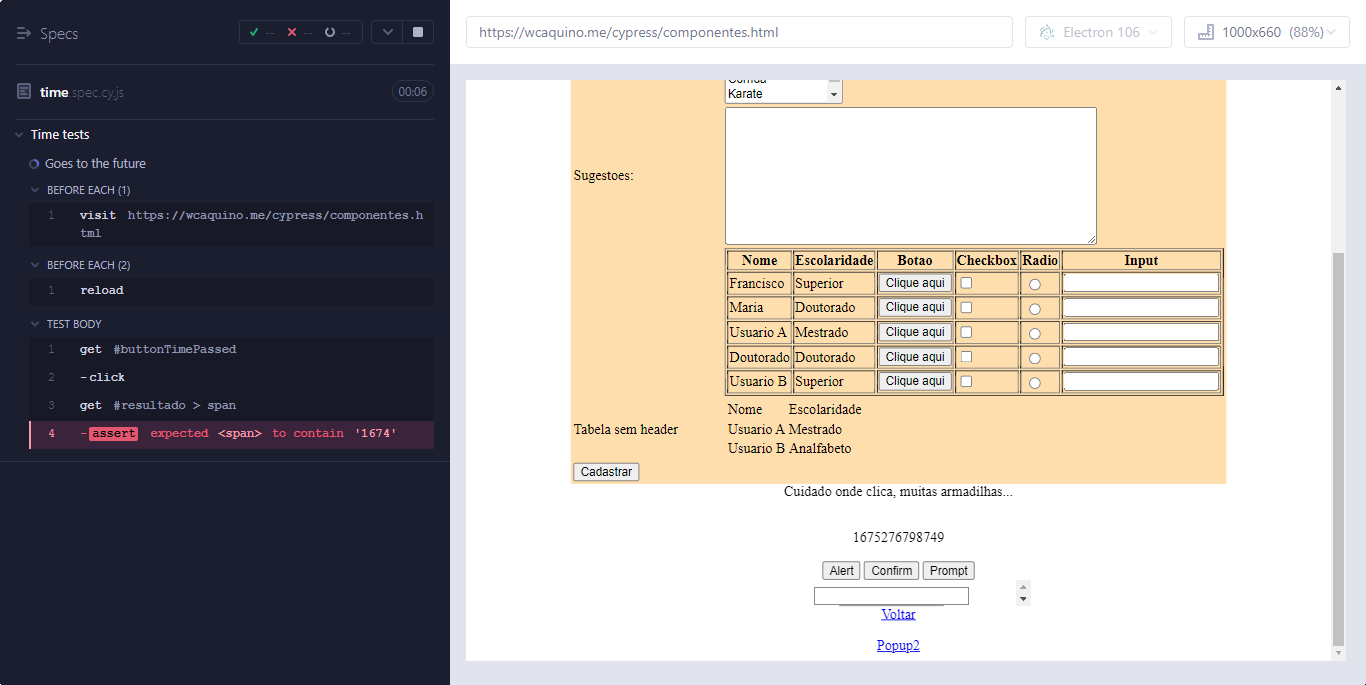 Specs
-- -- --
time.spec.cy.js
00:06
Time tests
Goes to the future
BEFORE EACH (1)
1 visit https://wcaquino.me/cypress/componentes.h
tml
BEFORE EACH (2)
1 reload
TEST BODY
1 get #buttonTimePassed
2 -click
3 get #resultado > span
4 -assert expected <span> to contain '1674'
https://wcaquino.me/cypress/componentes.html
Electron 106
1000x660 (88%)
Corrida
Karate
Sugestoes:
Nome Escolaridade Botao Checkbox Radio Input
Francisco Superior Clique aqui
Maria Doutorado Clique aqui
Usuario A Mestrado Clique aqui
Doutorado Doutorado Clique aqui
Usuario B Superior Clique aqui
Nome Escolaridade
Tabela sem header Usuario A Mestrado
Usuario B Analfabeto
Cadastrar
Cuidado onde clica, muitas armadilhas...
1675276798749
Alert Confirm Prompt
Voltar
Popup2